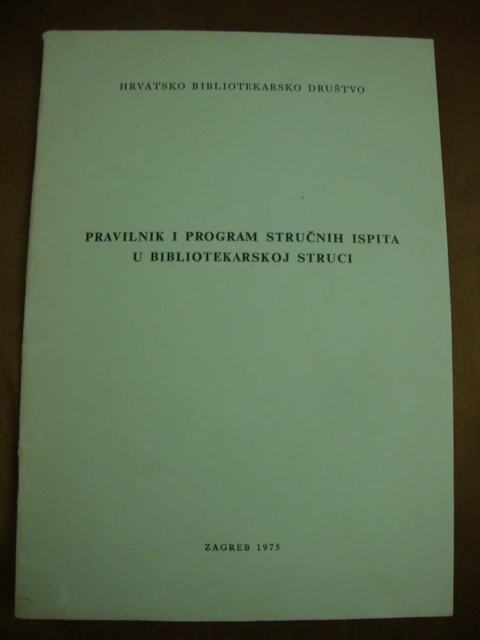 HRVATSKO BIBLIOTEKARSKO DRUŠTVO
PRAVILNIK I PROGRAM STRUČNIH ISPITA
U BIBLIOTEKARSKOJ STRUCI
ZAGREB 1975